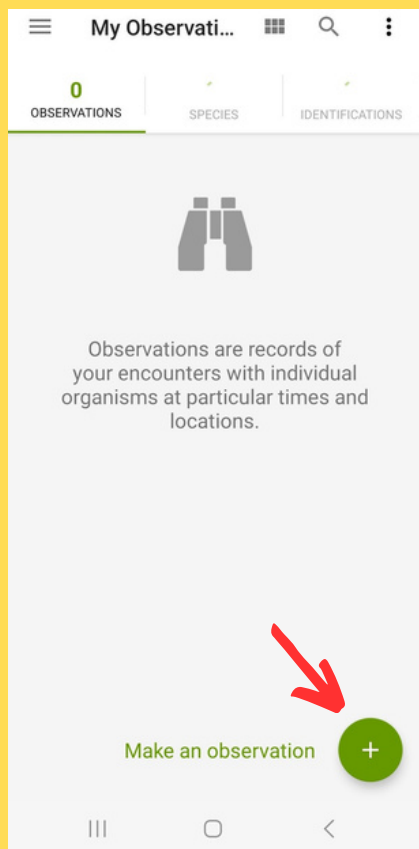 My Observati...
0
OBSERVATIONS
SPECIES
IDENTIFICATIONS
Observations are records of
your encounters with individual
organisms at particular times and
locations.
Make an observation
+